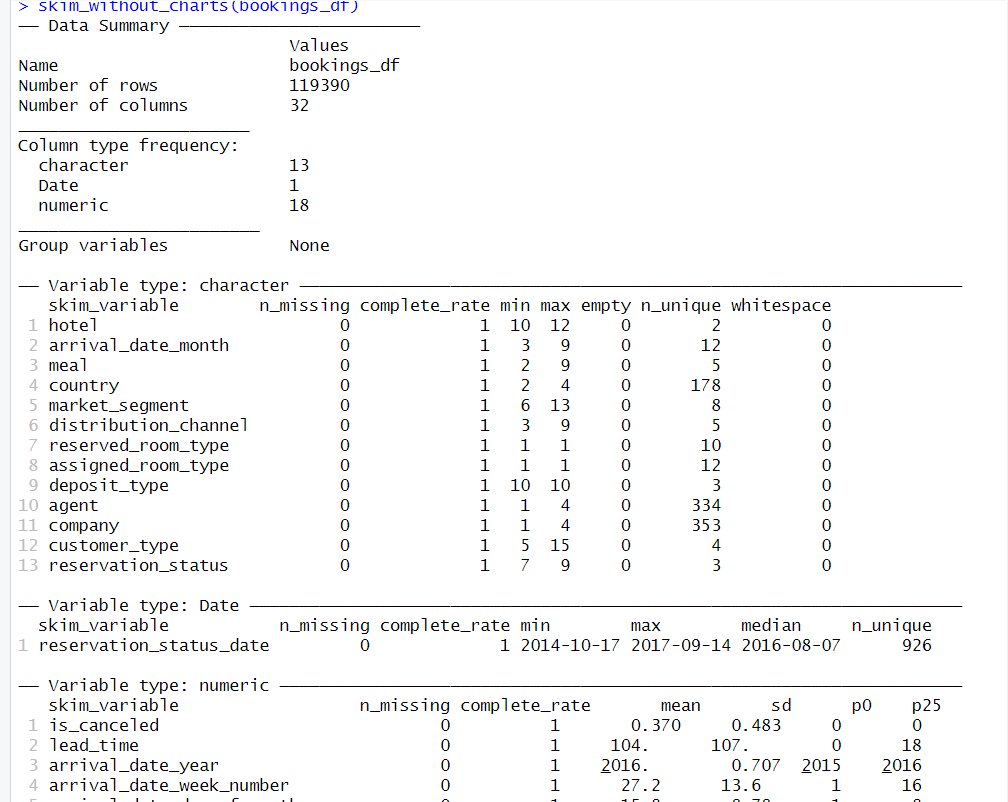 > skim_without_charts(bookings_df)
── Data Summary ────────────────────────
                           Values
Name                       bookings_df
Number of rows             119390
Number of columns          32
_______________________
Column type frequency:
  character                13
  Date                     1
  numeric                  18
________________________
Group variables            None
── Variable type: character ──────────────────────────────────────────────────
   skim_variable        n_missing complete_rate min max empty n_unique whitespace
1 hotel                         0             1  10  12     0        2          0
2 arrival_date_month            0             1   3   9     0       12          0
3 meal                          0             1   2   9     0        5          0
4 country                       0             1   2   4     0      178          0
5 market_segment                0             1   6  13     0        8          0
6 distribution_channel          0             1   3   9     0        5          0
7 reserved_room_type            0             1   1   1     0       10          0
8 assigned_room_type            0             1   1   1     0       12          0
9 deposit_type                  0             1  10  10     0        3          0
10 agent                        0             1   1   4     0      334          0
11 company                      0             1   1   4     0      353          0
12 customer_type                0             1   5  15     0        4          0
13 reservation_status           0             1   7   9     0        3          0
── Variable type: Date ───────────────────────────────────────────────────────
  skim_variable           n_missing complete_rate min        max        median     n_unique
1 reservation_status_date         0             1 2014-10-17 2017-09-14 2016-08-07      926
── Variable type: numeric ────────────────────────────────────────────────────
   skim_variable                  n_missing complete_rate       mean       sd      p0    p25
1 is_canceled                             0             1      0.370    0.483       0      0
2 lead_time                               0             1    104.     107.          0     18
3 arrival_date_year                       0             1   2016.       0.707    2015   2016
4 arrival_date_week_number                0             1     27.2     13.6         1     16